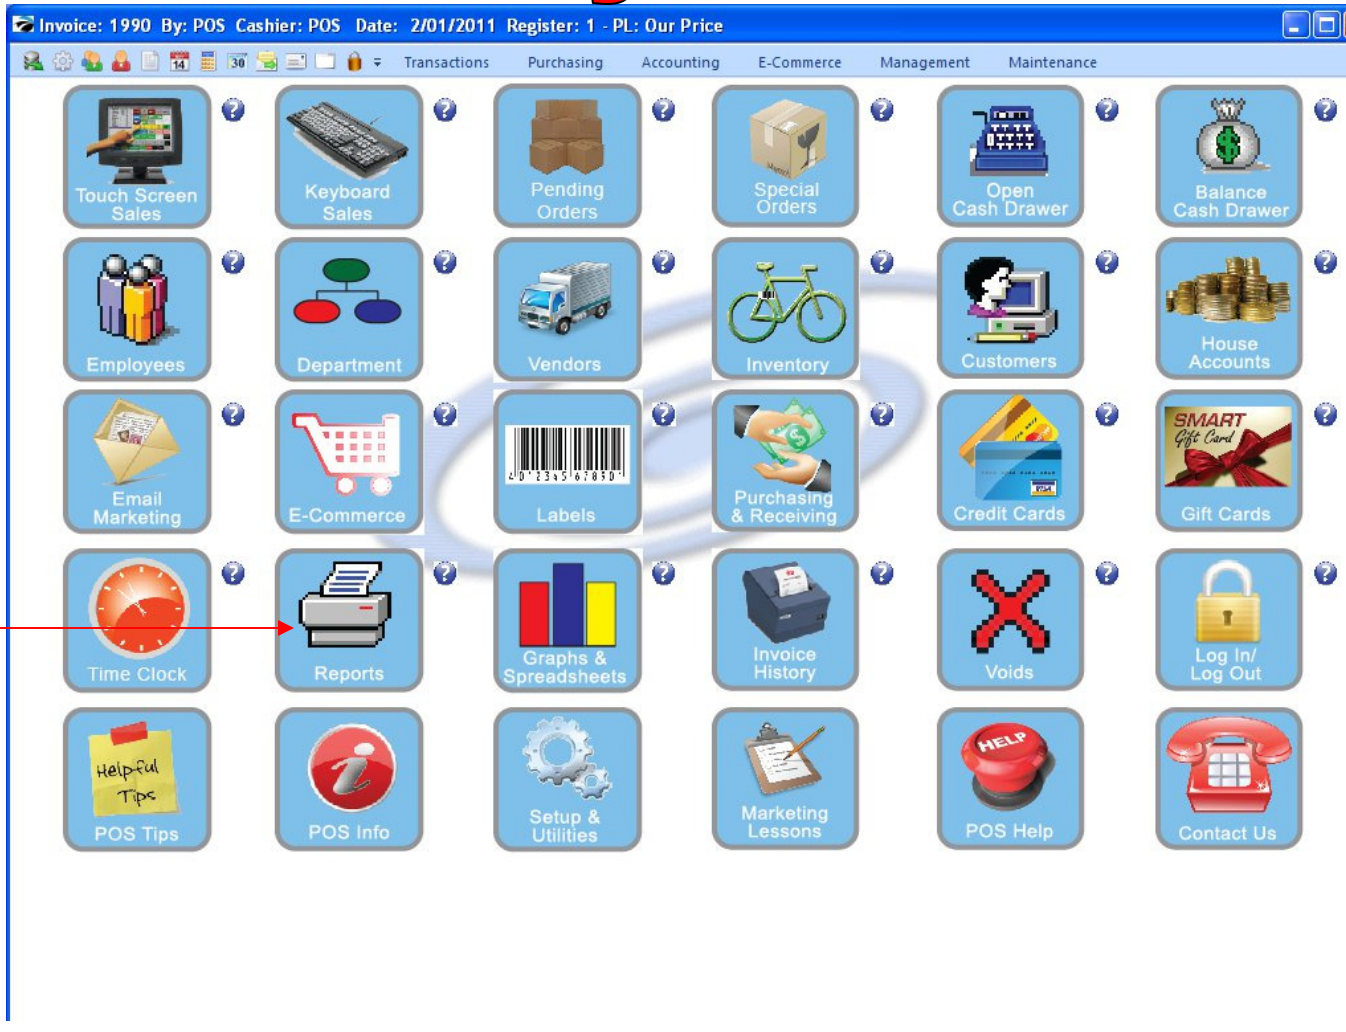 Invoice: 1990 By: POS Cashier: POS Date: 2/01/2011 Register: 1 - PL: Our Price
14 30 Transactions Purchasing Accounting E-Commerce Management Maintenance
Touch Screen
Sales
Keyboard
Sales
Pending
Orders
Special
Orders
Open
Cash Drawer
Balance
Cash Drawer
Employees
Department
Vendors
Inventory
Customers
House
Accounts
Email
Marketing
E-Commerce
Labels
Purchasing
& Receiving
VISA
Credit Cards
SMART
Gift Card
Gift Cards
Time Clock
Reports
Graphs &
Spreadsheets
Invoice
History
Voids
Log In/
Log Out
Helpful
Tips
POS Tips
POS Info
Setup &
Utilities
Marketing
Lessons
HELP
POS Help
Contact Us